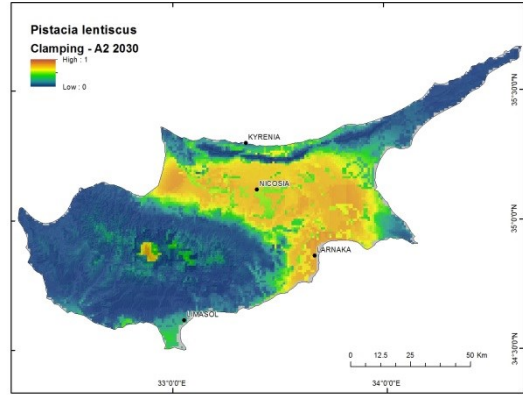 Pistacia lentiscus
Clamping - A2 2030
High : 1
Low : 0
KYRENIA
NICOSIA
LARNAKA
LIMASOL
35°30'0"
35°0'0"
34°30'0"
0 12.5 25 50 Km
33°0'0"E 34°0'0"E